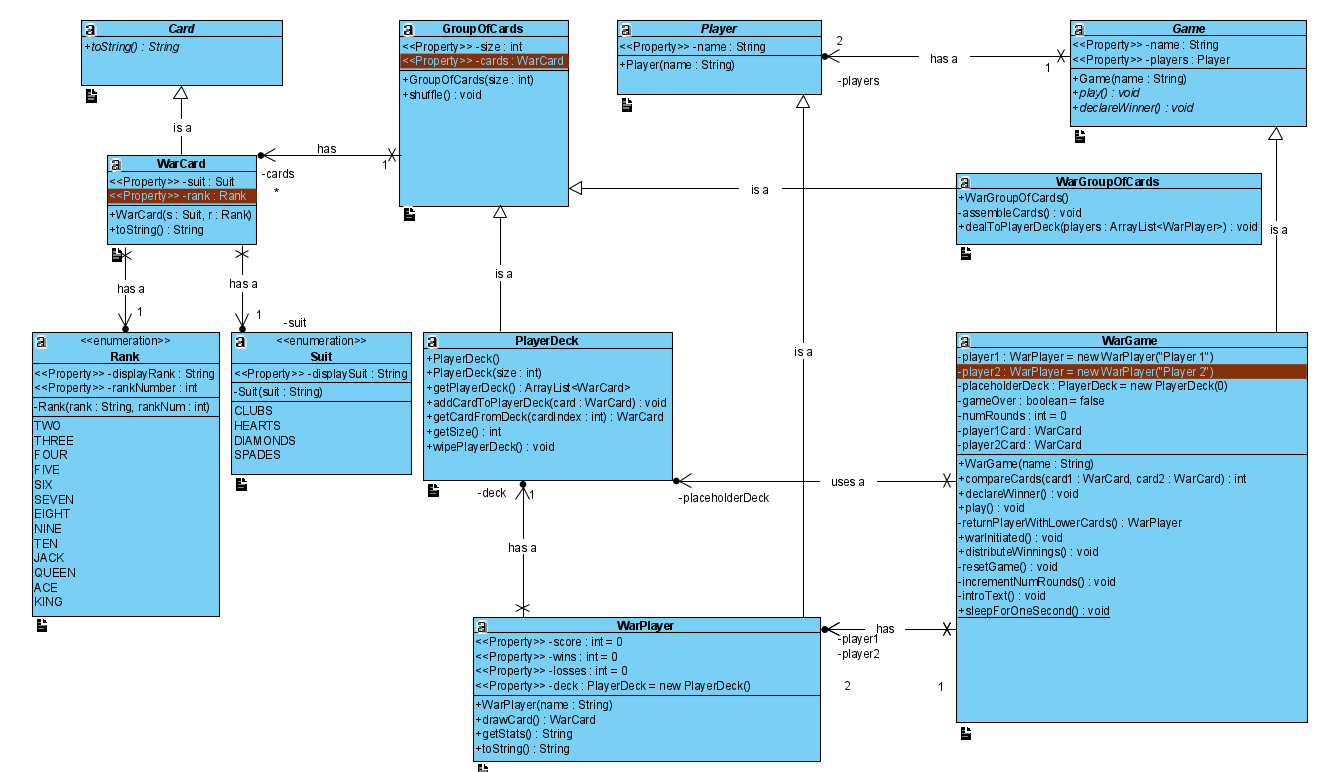 Card
+toString() : String
is a
WarCard
<<Property>> -suit : Suit
<<Property>> -rank : Rank
+WarCard(s : Suit, r : Rank)
+toString() : String
has
-cards
*
1
GroupOfCards
<<Property>> -size : int
<<Property>> -cards : WarCard
+GroupOfCards(size : int)
+shuffle() : void
Player
<<Property>> -name : String
+Player(name : String)
2
-players
has a
1
Game
<<Property>> -name : String
<<Property>> -players : Player
+Game(name : String)
+play() : void
+declareWinner() : void
is a
WarGroupOfCards
+WarGroupOfCards()
-assembleCards() : void
+dealToPlayerDeck(players : ArrayList<WarPlayer>) : void
is a
has a
1
has a
1
-suit
is a
<<enumeration>>
Rank
<<Property>> -displayRank : String
<<Property>> -rankNumber : int
-Rank(rank : String, rankNum : int)
TWO
THREE
FOUR
FIVE
SIX
SEVEN
EIGHT
NINE
TEN
JACK
QUEEN
ACE
KING
<<enumeration>>
Suit
<<Property>> -displaySuit : String
-Suit(suit : String)
CLUBS
HEARTS
DIAMONDS
SPADES
PlayerDeck
+PlayerDeck()
+PlayerDeck(size : int)
+getPlayerDeck() : ArrayList<WarCard>
+addCardToPlayerDeck(card : WarCard) : void
+getCardFromDeck(cardIndex : int) : WarCard
+getSize() : int
+wipePlayerDeck() : void
is a
WarGame
-player1 : WarPlayer = new WarPlayer("Player 1")
-player2 : WarPlayer = new WarPlayer("Player 2")
-placeholderDeck : PlayerDeck = new PlayerDeck(0)
-gameOver : boolean = false
-numRounds : int = 0
-player1Card : WarCard
-player2Card : WarCard
+WarGame(name : String)
+compareCards(card1 : WarCard, card2 : WarCard) : int
+declareWinner() : void
+play() : void
-returnPlayerWithLowerCards() : WarPlayer
+warInitiated() : void
+distributeWinnings() : void
-resetGame() : void
-incrementNumRounds() : void
-introText() : void
+sleepForOneSecond() : void
uses a
-placeholderDeck
-deck
1
has a
WarPlayer
<<Property>> -score : int = 0
<<Property>> -wins : int = 0
<<Property>> -losses : int = 0
<<Property>> -deck : PlayerDeck = new PlayerDeck()
+WarPlayer(name : String)
+drawCard() : WarCard
+getStats() : String
+toString() : String
has
-player1
-player2
2
1